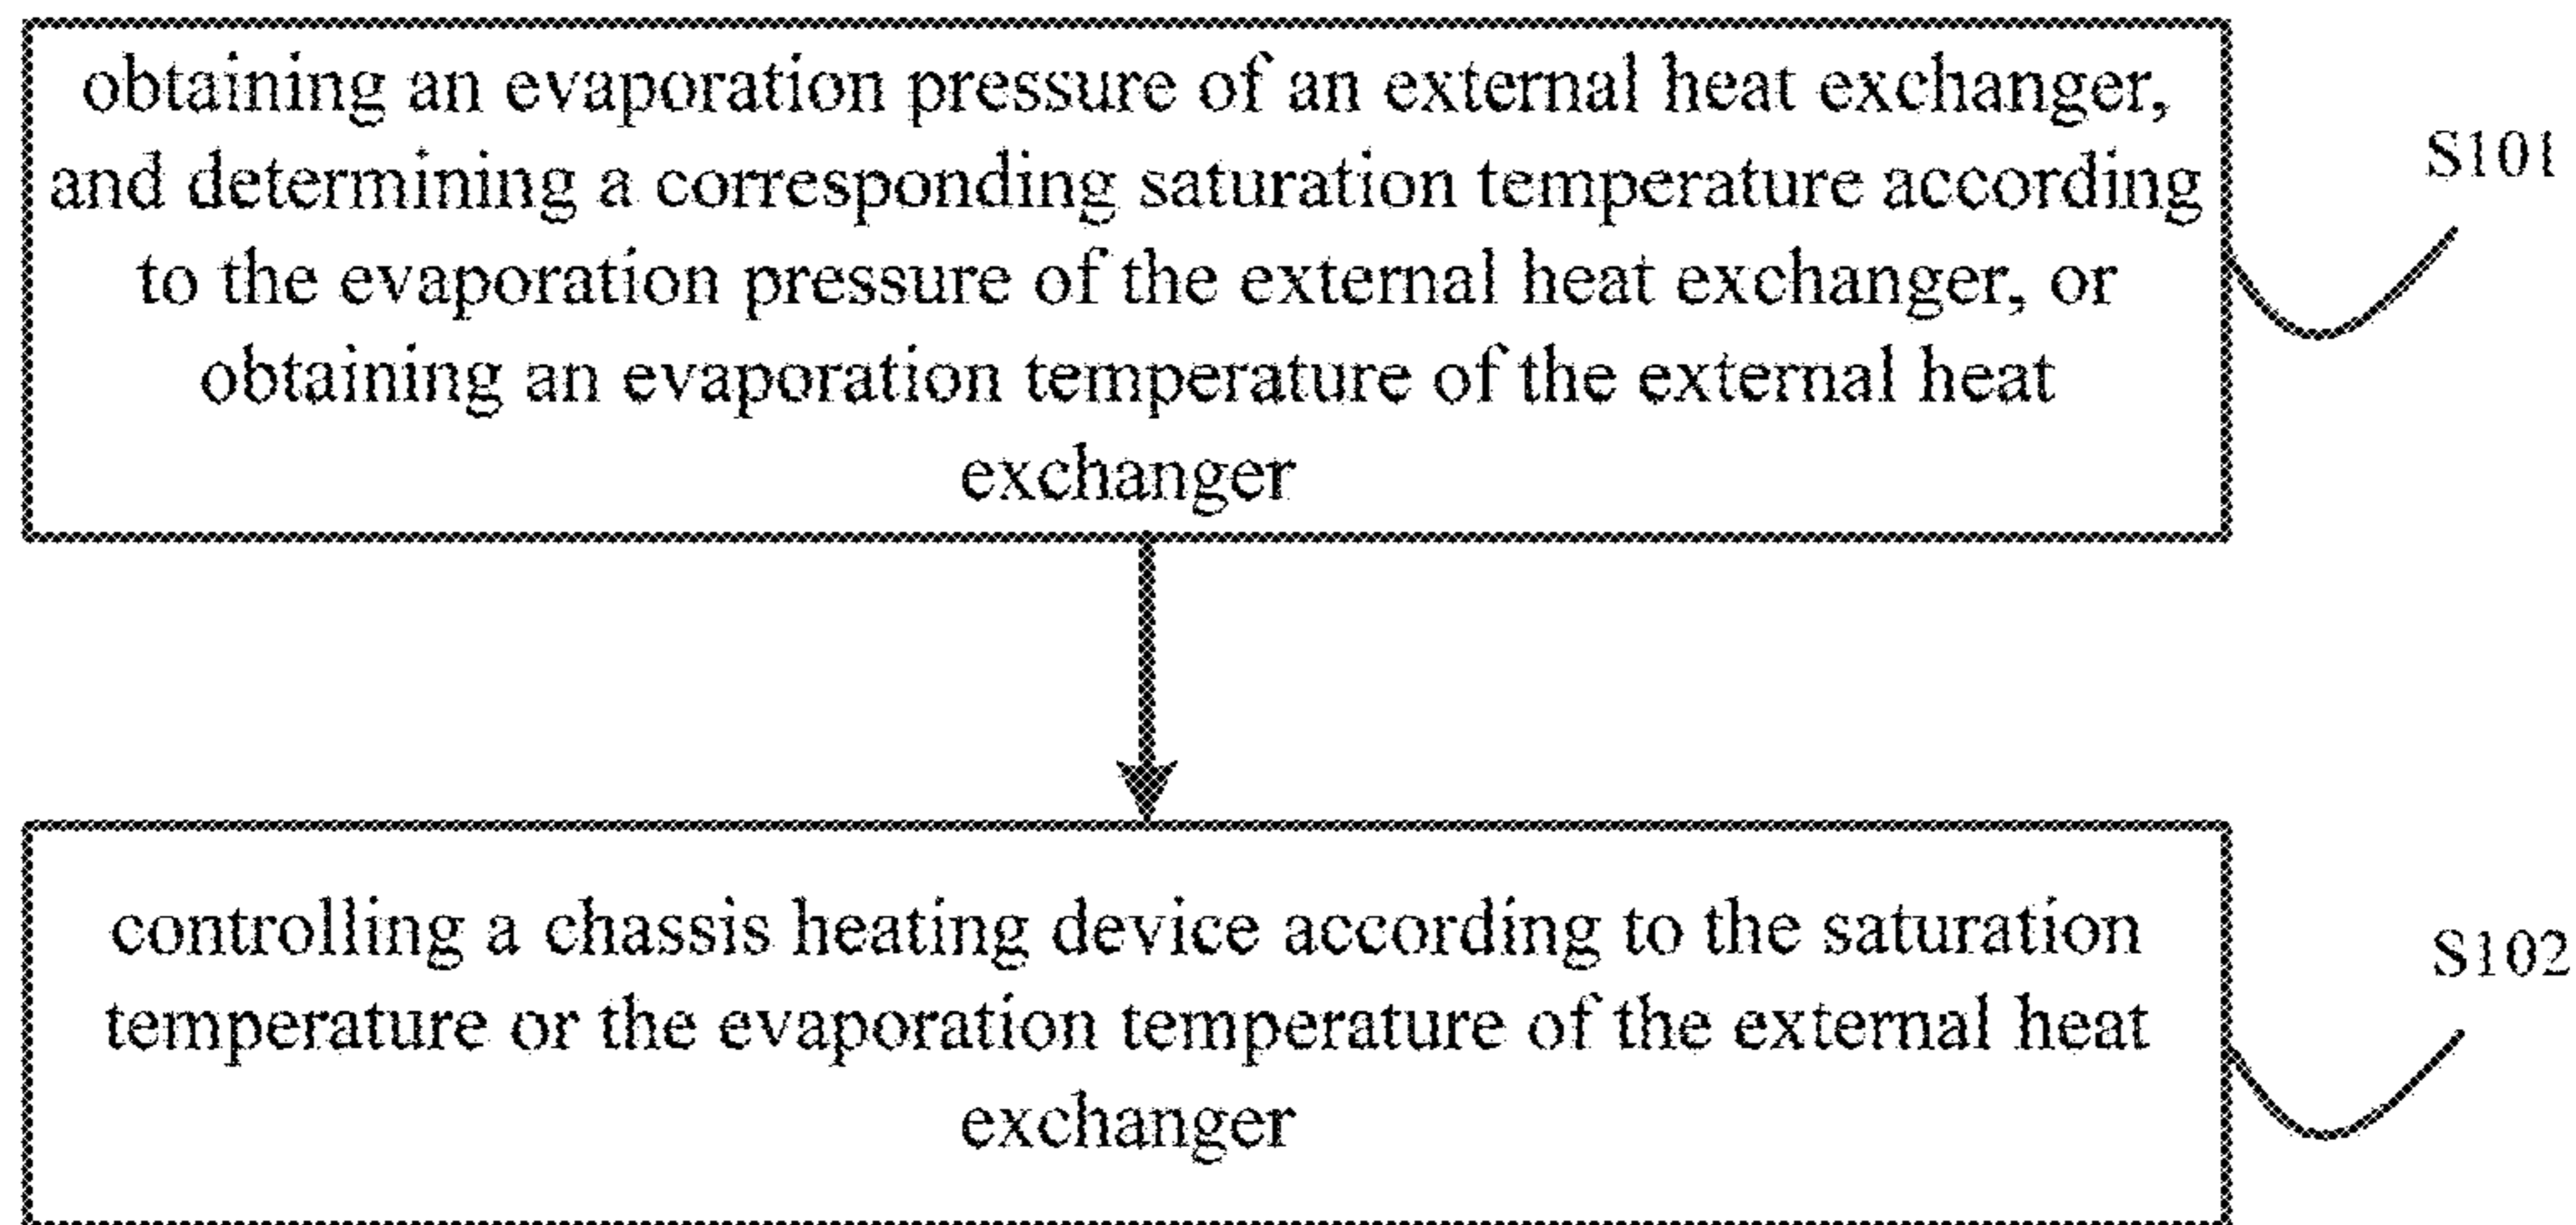 obtaining an evaporation pressure of an external heat exchanger,
and determining a corresponding saturation temperature according
to the evaporation pressure of the external heat exchanger, or
obtaining an evaporation temperature of the external heat
exchanger
S101
controlling a chassis heating device according to the saturation
temperature or the evaporation temperature of the external heat
exchanger
S102